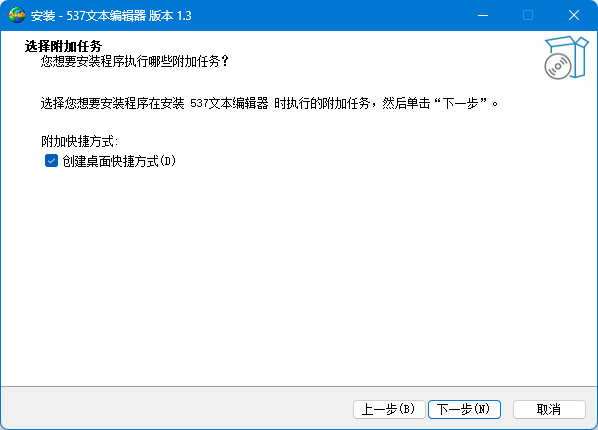 安装 - 537文本编辑器 版本 1.3
选择附加任务
您想要安装程序执行哪些附加任务？
选择您想要安装程序在安装 537文本编辑器 时执行的附加任务，然后单击“下一步”。
附加快捷方式:
创建桌面快捷方式(D)
上一步(B) 下一步(N) 取消